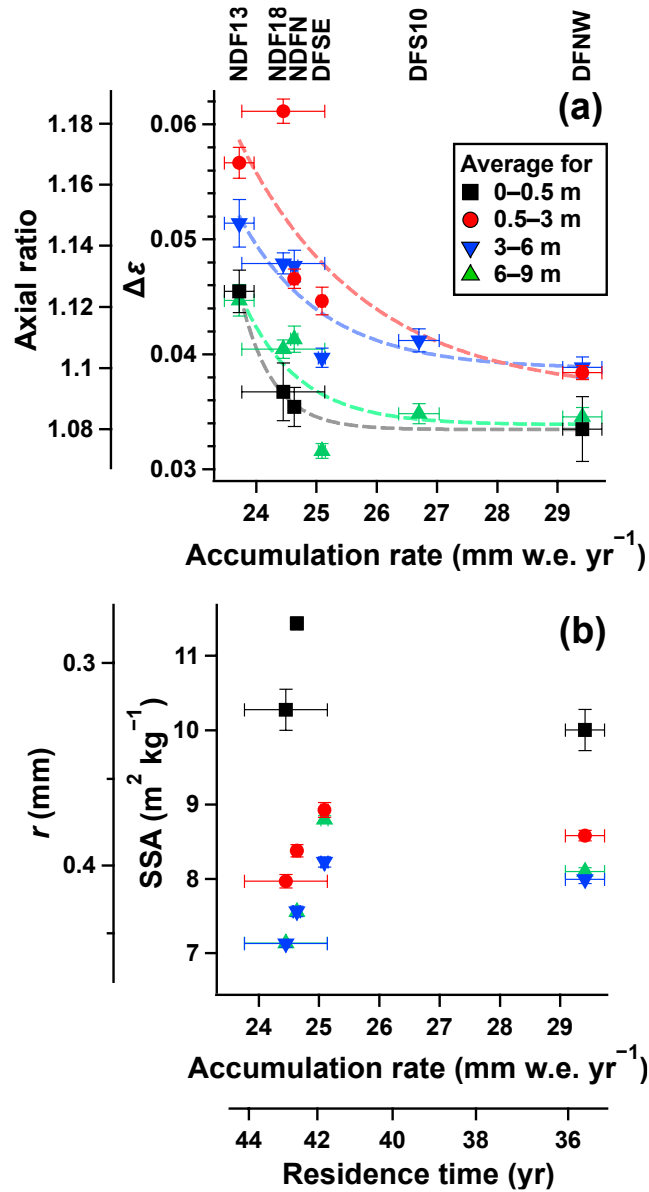 NDF13 NDF18 NDFN DFSE DFS10 DFNW
(a)
Axial ratio
1.18
1.16
1.14
1.12
1.1
1.08
Δε
0.06
0.05
0.04
0.03
Average for
0–0.5 m
0.5–3 m
3–6 m
6–9 m
24 25 26 27 28 29
Accumulation rate (mm w.e. yr⁻¹)
(b)
r (mm)
0.3
0.4
SSA (m² kg⁻¹)
11
10
9
8
7
24 25 26 27 28 29
Accumulation rate (mm w.e. yr⁻¹)
44 42 40 38 36
Residence time (yr)